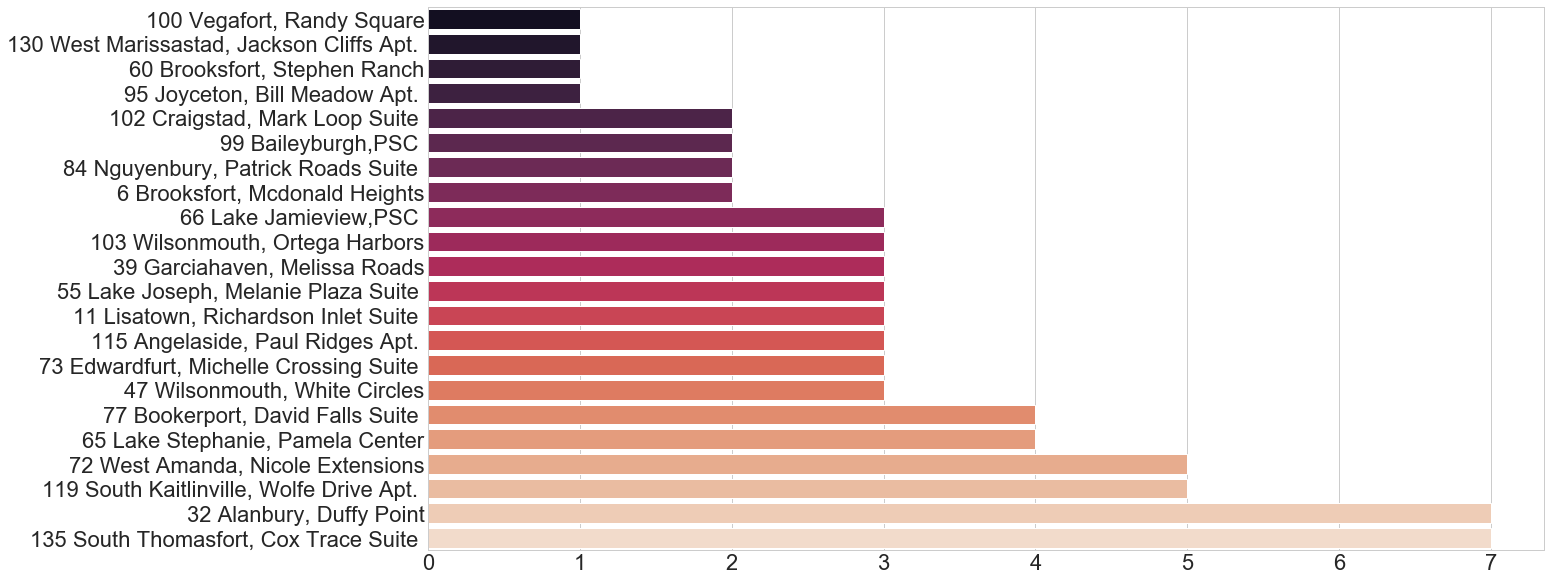 100 Vegafort, Randy Square
130 West Marissastad, Jackson Cliffs Apt.
60 Brooksfort, Stephen Ranch
95 Joyceton, Bill Meadow Apt.
102 Craigstad, Mark Loop Suite
99 Baileyburgh,PSC
84 Nguyenbury, Patrick Roads Suite
6 Brooksfort, Mcdonald Heights
66 Lake Jamieview,PSC
103 Wilsonmouth, Ortega Harbors
39 Garciahaven, Melissa Roads
55 Lake Joseph, Melanie Plaza Suite
11 Lisatown, Richardson Inlet Suite
115 Angelaside, Paul Ridges Apt.
73 Edwardfurt, Michelle Crossing Suite
47 Wilsonmouth, White Circles
77 Bookerport, David Falls Suite
65 Lake Stephanie, Pamela Center
72 West Amanda, Nicole Extensions
119 South Kaitlinville, Wolfe Drive Apt.
32 Alanbury, Duffy Point
135 South Thomasfort, Cox Trace Suite
0 1 2 3 4 5 6 7